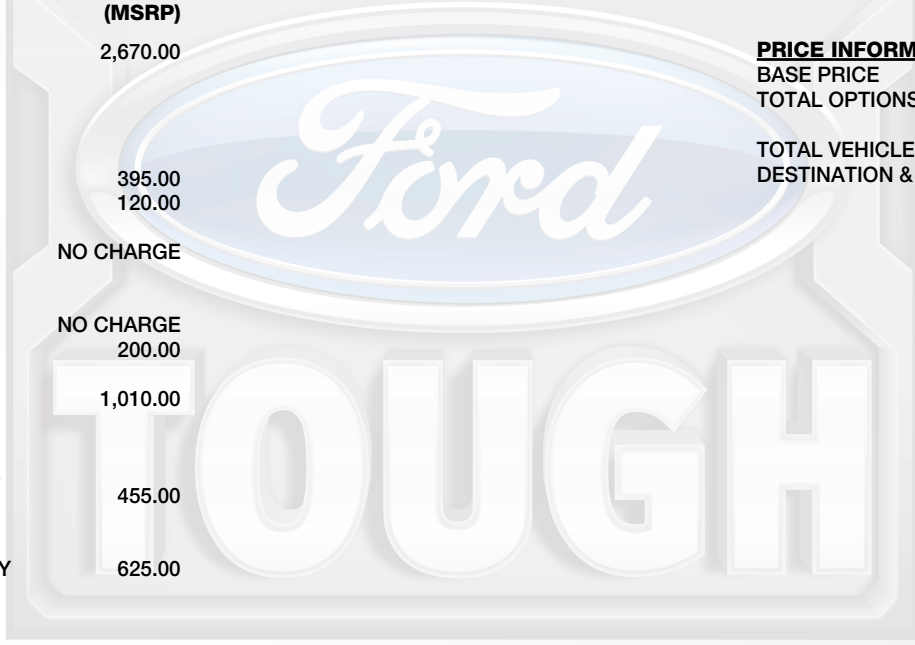 (MSRP)
2,670.00
395.00
120.00
NO CHARGE
NO CHARGE
200.00
1,010.00
455.00
Y 625.00
PRICE INFORM
BASE PRICE
TOTAL OPTIONS
TOTAL VEHICLE
DESTINATION &
Ford
TOUGH